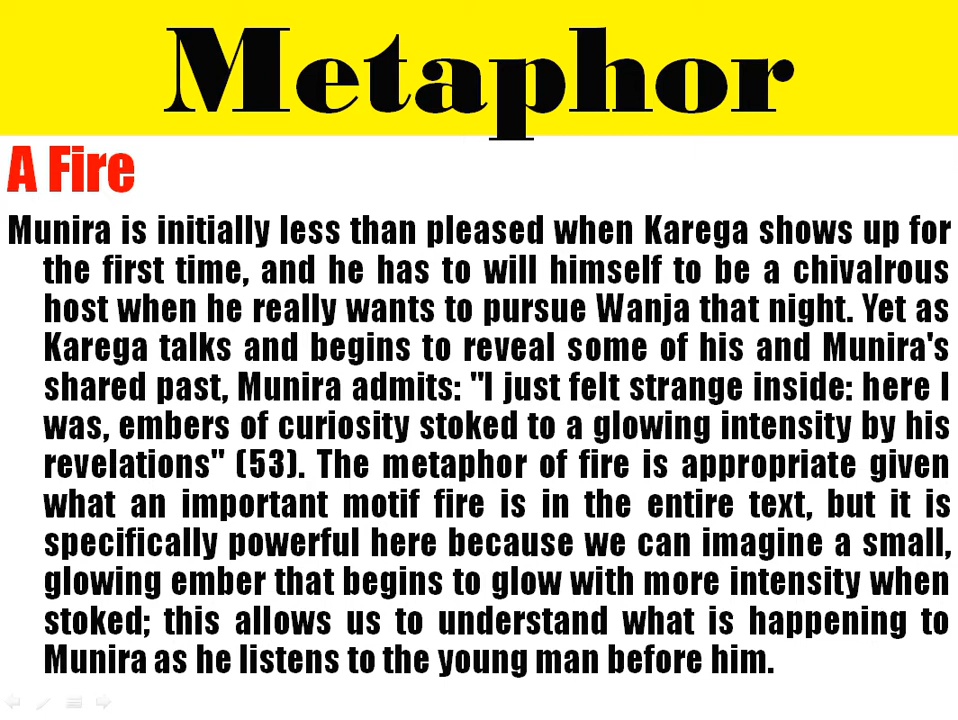 Metaphor
A Fire
Munira is initially less than pleased when Karega shows up for
the first time, and he has to will himself to be a chivalrous
host when he really wants to pursue Wanja that night. Yet as
Karega talks and begins to reveal some of his and Munira's
shared past, Munira admits: "I just felt strange inside: here I
was, embers of curiosity stoked to a glowing intensity by his
revelations" (53). The metaphor of fire is appropriate given
what an important motif fire is in the entire text, but it is
specifically powerful here because we can imagine a small,
glowing ember that begins to glow with more intensity when
stoked; this allows us to understand what is happening to
Munira as he listens to the young man before him.